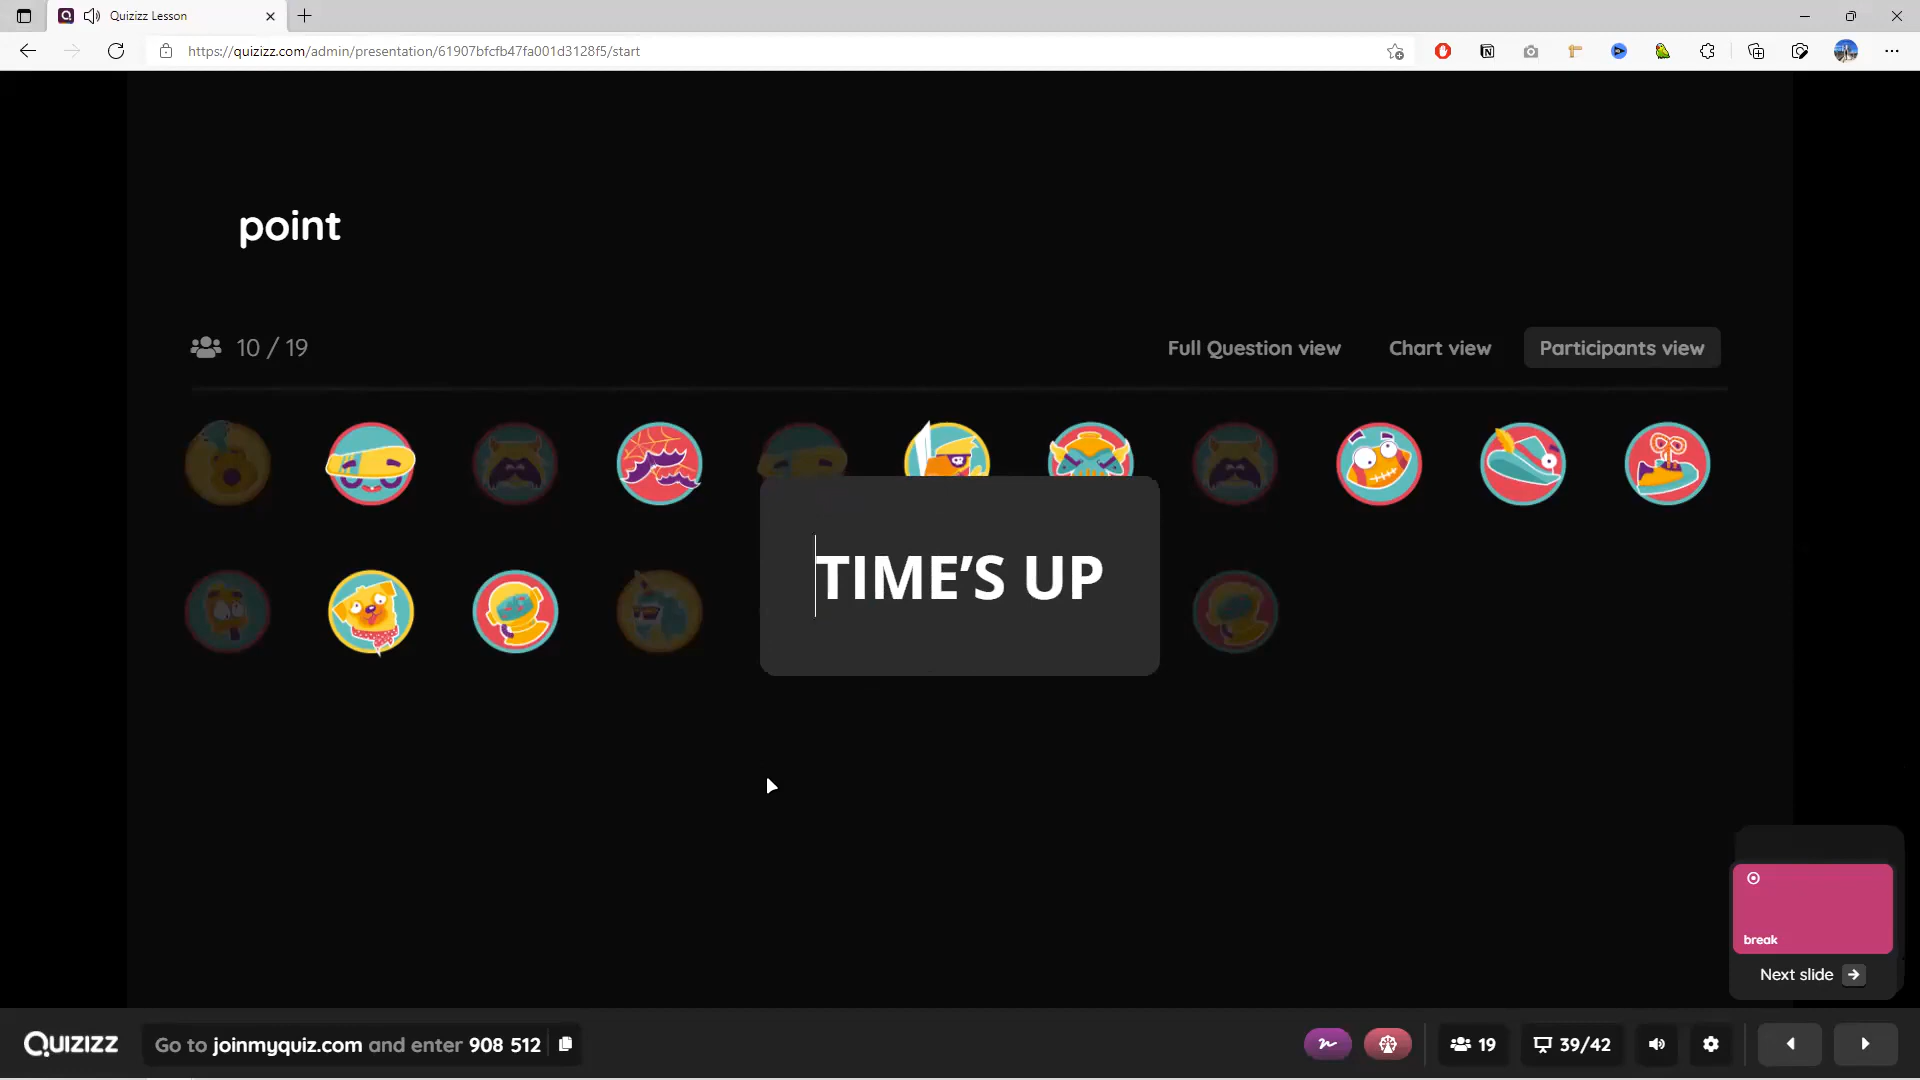 Quizizz Lesson
https://quizizz.com/admin/presentation/61907bfcfb47fa001d3128f5/start
point
10 / 19
Full Question view
Chart view
Participants view
TIME’S UP
break
Next slide
QUIZIZZ
Go to joinmyquiz.com and enter 908 512
19
39/42